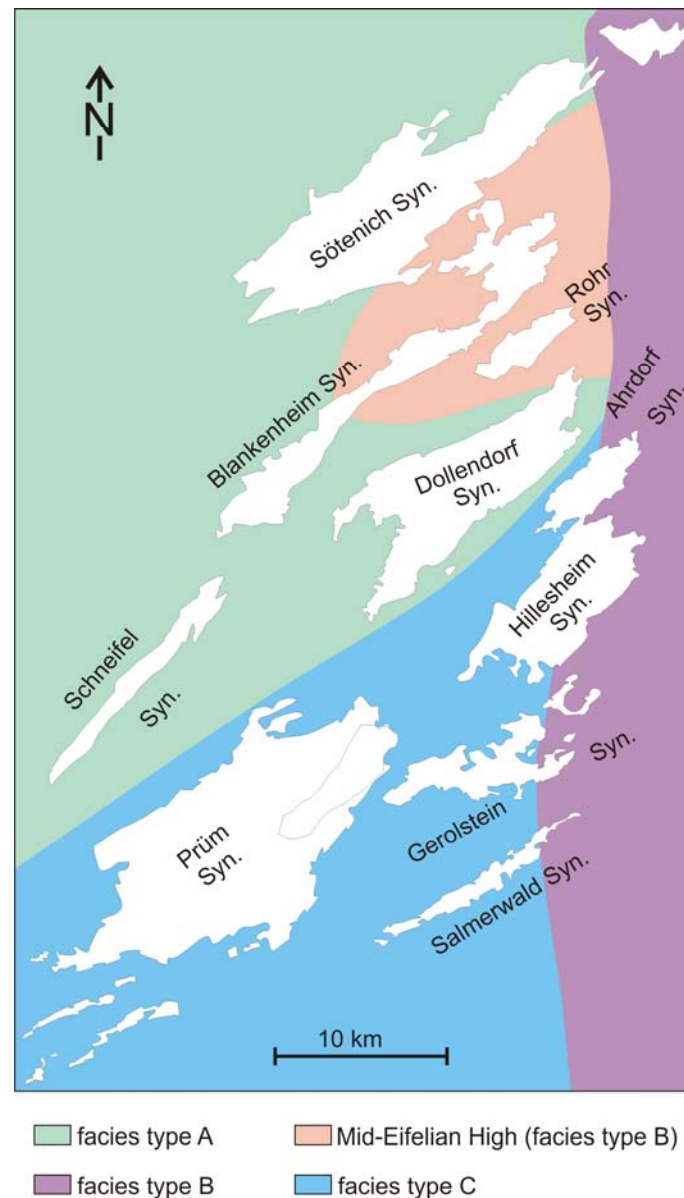 N
Sötenich Syn.
Rohr
Syn.
Blankenheim Syn.
Ahrdorf
Syn.
Dollendorf
Syn.
Hillesheim
Syn.
Schneifel
Syn.
Syn.
Gerolstein
Prüm
Syn.
Salmerwald Syn.
10 km
facies type A
Mid-Eifelian High (facies type B)
facies type B
facies type C